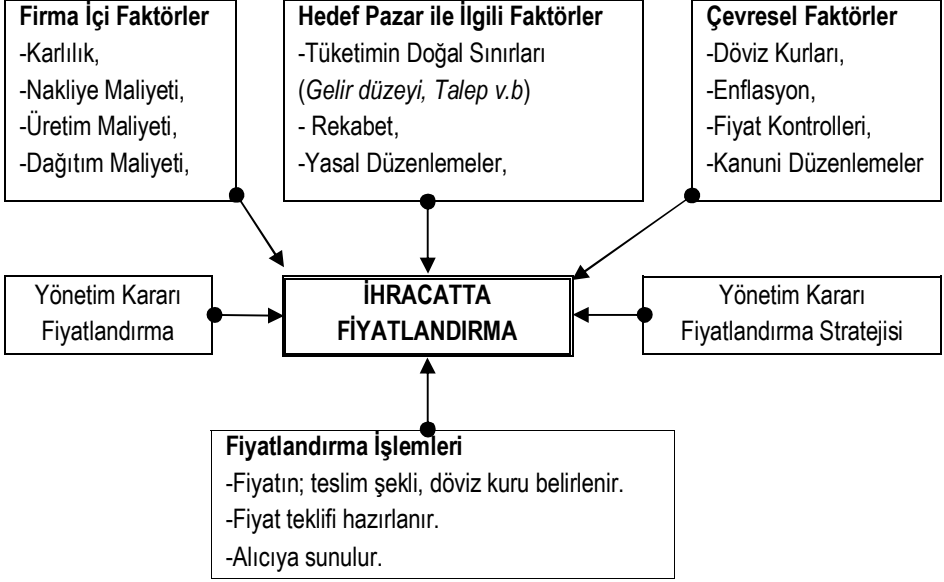 Firma İçi Faktörler
-Karlılık,
-Nakliye Maliyeti,
-Üretim Maliyeti,
-Dağıtım Maliyeti,
Hedef Pazar ile İlgili Faktörler
-Tüketimin Doğal Sınırları
(Gelir düzeyi, Talep v.b)
- Rekabet,
-Yasal Düzenlemeler,
Çevresel Faktörler
-Döviz Kurları,
-Enflasyon,
-Fiyat Kontrolleri,
-Kanuni Düzenlemeler
Yönetim Kararı
Fiyatlandırma
İHRACATTA
FİYATLANDIRMA
Yönetim Kararı
Fiyatlandırma Stratejisi
Fiyatlandırma İşlemleri
-Fiyatın; teslim şekli, döviz kuru belirlenir.
-Fiyat teklifi hazırlanır.
-Alıcıya sunulur.